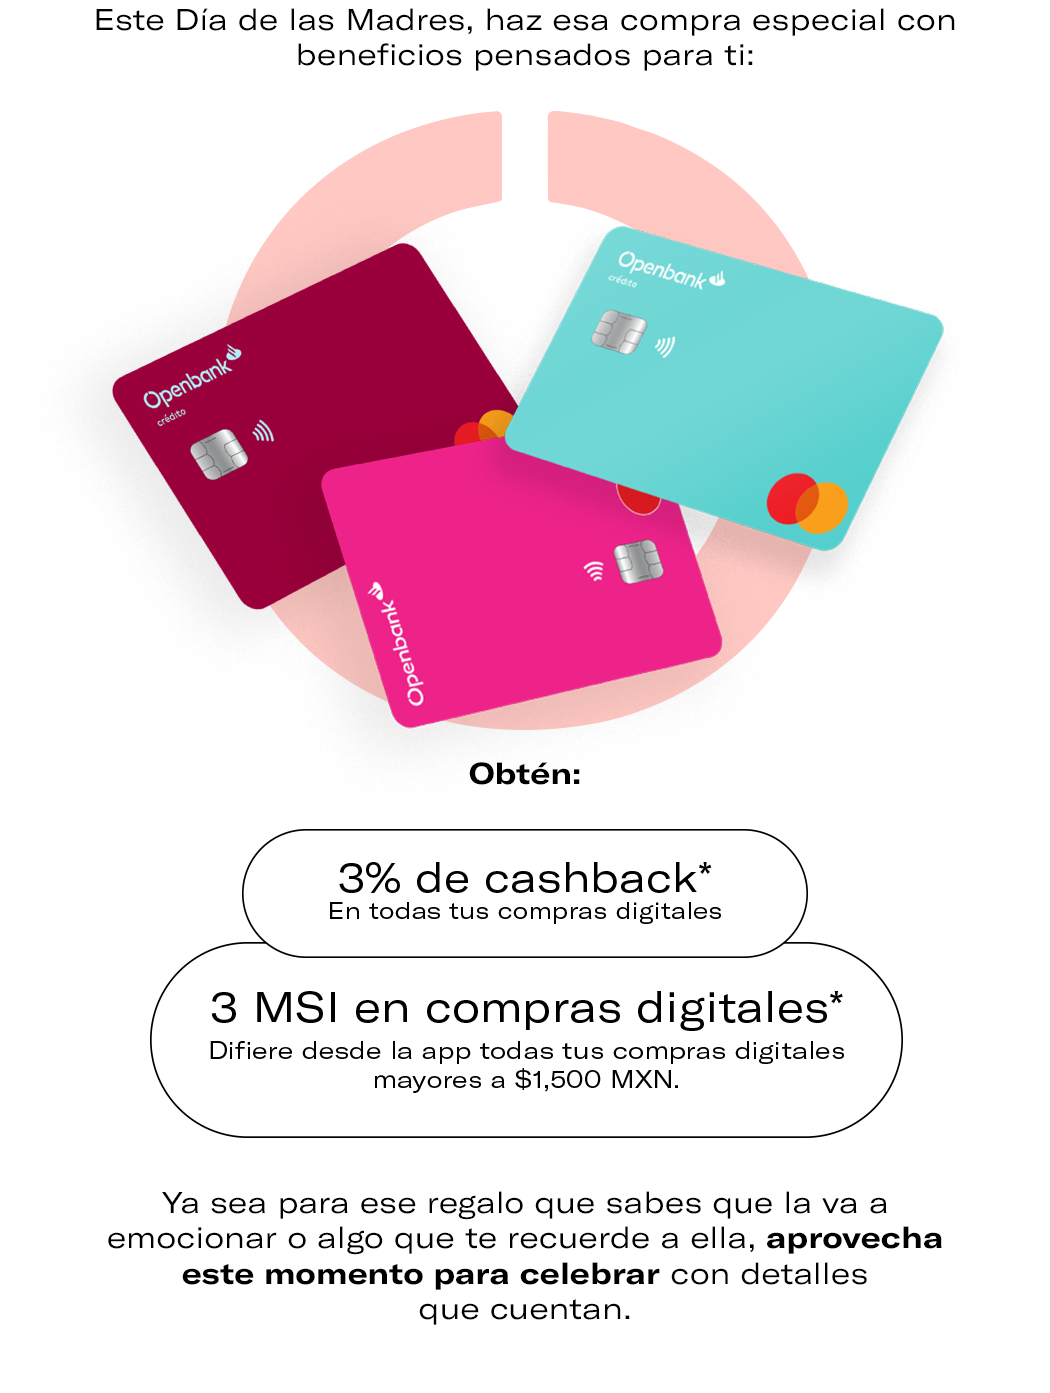 Este Día de las Madres, haz esa compra especial con
beneficios pensados para ti:
Openbank
crédito
Openbank
crédito
Openbank
Obtén:
3% de cashback*
En todas tus compras digitales
3 MSI en compras digitales*
Difiere desde la app todas tus compras digitales
mayores a $1,500 MXN.
Ya sea para ese regalo que sabes que la va a
emocionar o algo que te recuerde a ella, aprovecha
este momento para celebrar con detalles
que cuentan.